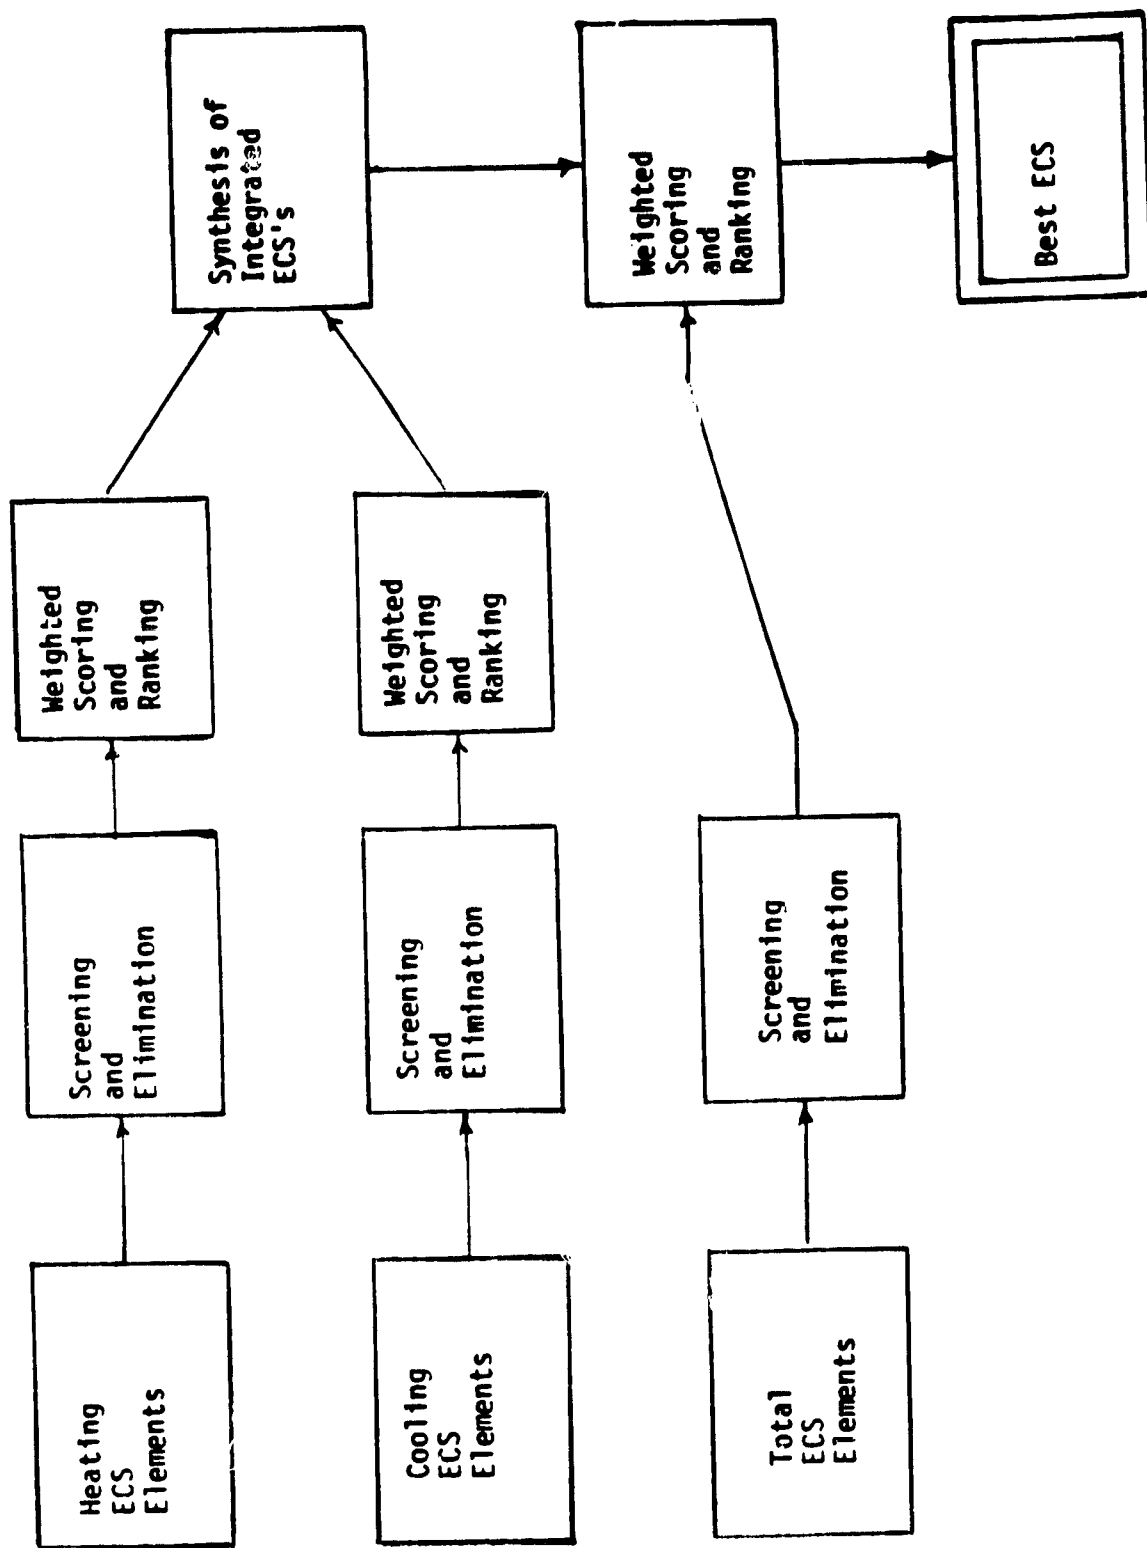 Heating
ECS
Elements
Screening
and
Elimination
Weighted
Scoring
and
Ranking
Cooling
ECS
Elements
Screening
and
Elimination
Weighted
Scoring
and
Ranking
Synthesis of
Integrated
ECS's
Total
ECS
Elements
Screening
and
Elimination
Weighted
Scoring
and
Ranking
Best ECS